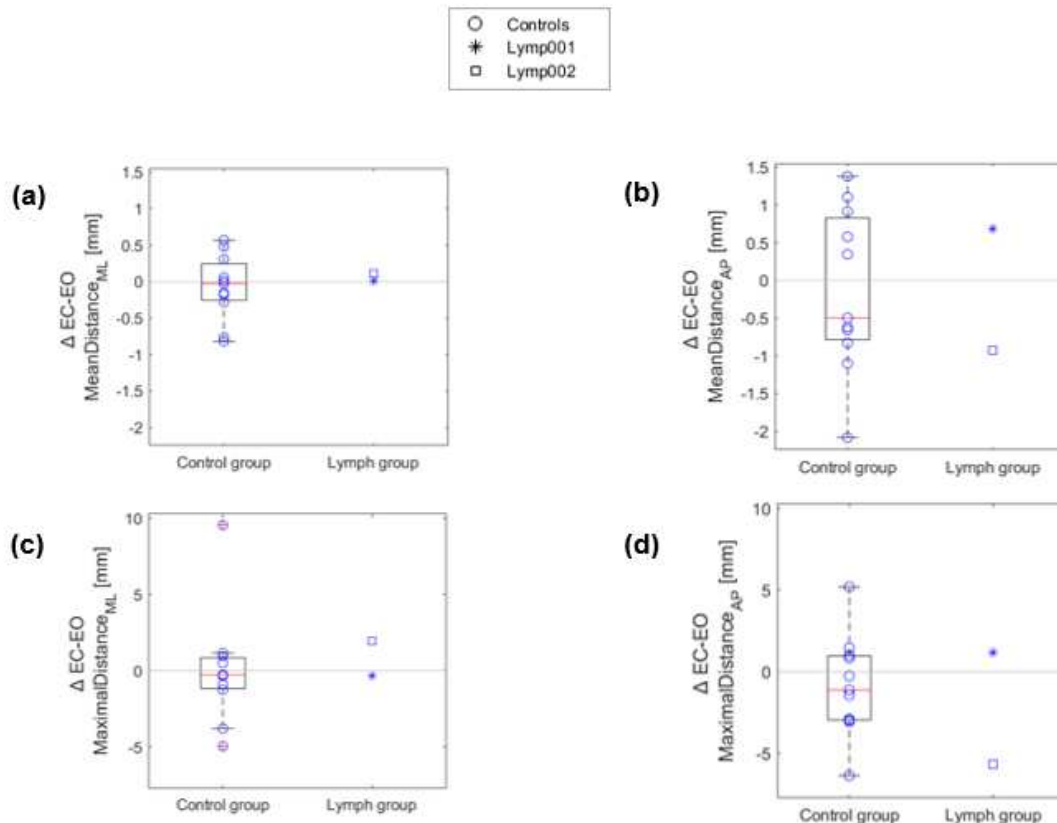 Controls
Lymp001
Lymp002
(a)
Δ EC-EO
MeanDistance_ML [mm]
1.5
1
0.5
0
-0.5
-1
-1.5
-2
Control group
Lymph group
(b)
Δ EC-EO
MeanDistance_AP [mm]
1.5
1
0.5
0
-0.5
-1
-1.5
-2
Control group
Lymph group
(c)
Δ EC-EO
MaximalDistance_ML [mm]
10
5
0
-5
Control group
Lymph group
(d)
Δ EC-EO
MaximalDistance_AP [mm]
10
5
0
-5
Control group
Lymph group